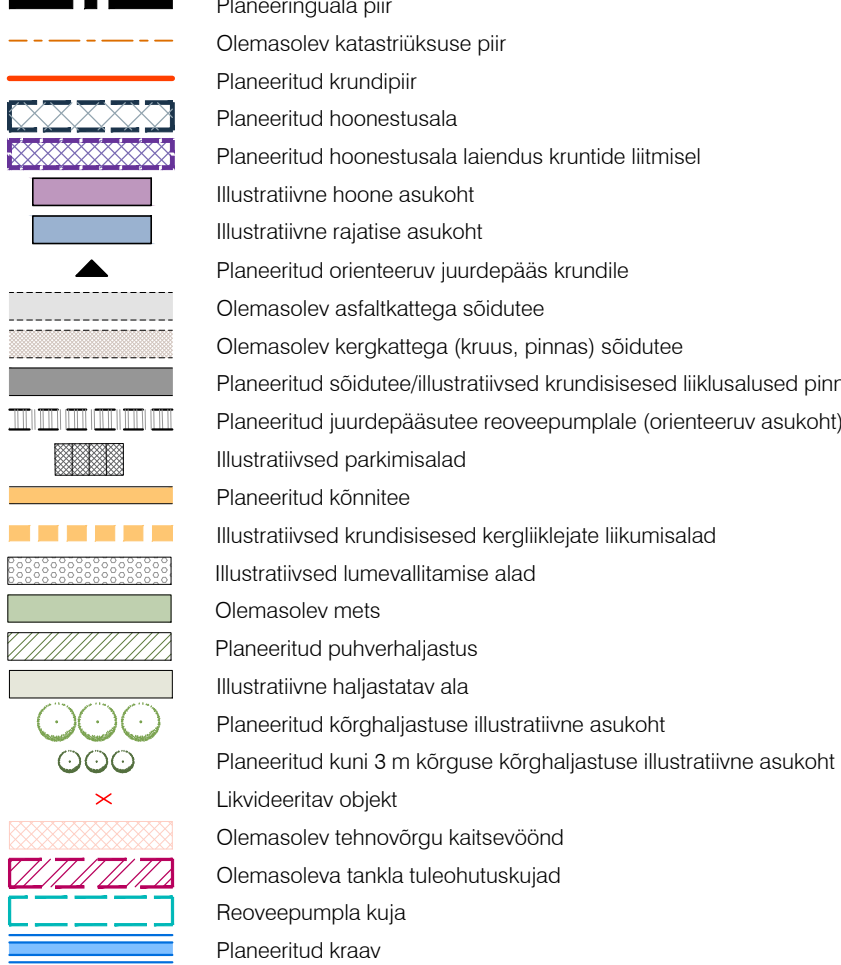 Planeeringuala piir
Olemasolev katastriüksuse piir
Planeeritud krundipiir
Planeeritud hoonestusala
Planeeritud hoonestusala laiendus kruntide liitmisel
Illustratiivne hoone asukoht
Illustratiivne rajatise asukoht
Planeeritud orienteeruv juurdepääs krundile
Olemasolev asfaltkattega sõidutee
Olemasolev kergkattega (kruus, pinnas) sõidutee
Planeeritud sõidutee/illustratiivsed krundisisesed liiklusalused
Planeeritud juurdepääsutee reoveepumplale (orienteeruv asukoht)
Illustratiivsed parkimisalad
Planeeritud kõnnitee
Illustratiivsed krundisisesed kergliiklejate liikumisalad
Illustratiivsed lumevallitamise alad
Olemasolev mets
Planeeritud puhverhaljastus
Illustratiivne haljastatav ala
Planeeritud kõrghaljastuse illustratiivne asukoht
Planeeritud kuni 3 m kõrguse kõrghaljastuse illustratiivne asukoht
Likvideeritav objekt
Olemasolev tehnovõrgu kaitsevöönd
Olemasoleva tankla tuleohutuskujad
Reoveepumpla kuja
Planeeritud kraav